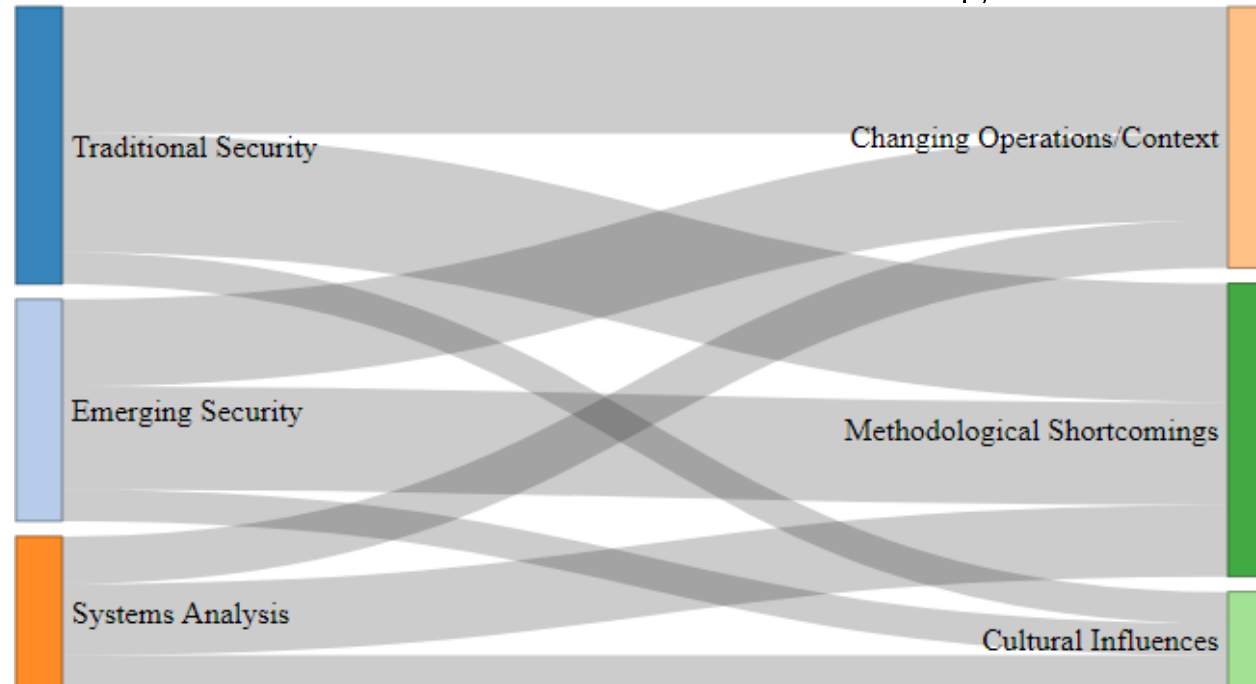 Traditional Security
Changing Operations/Context
Emerging Security
Methodological Shortcomings
Systems Analysis
Cultural Influences